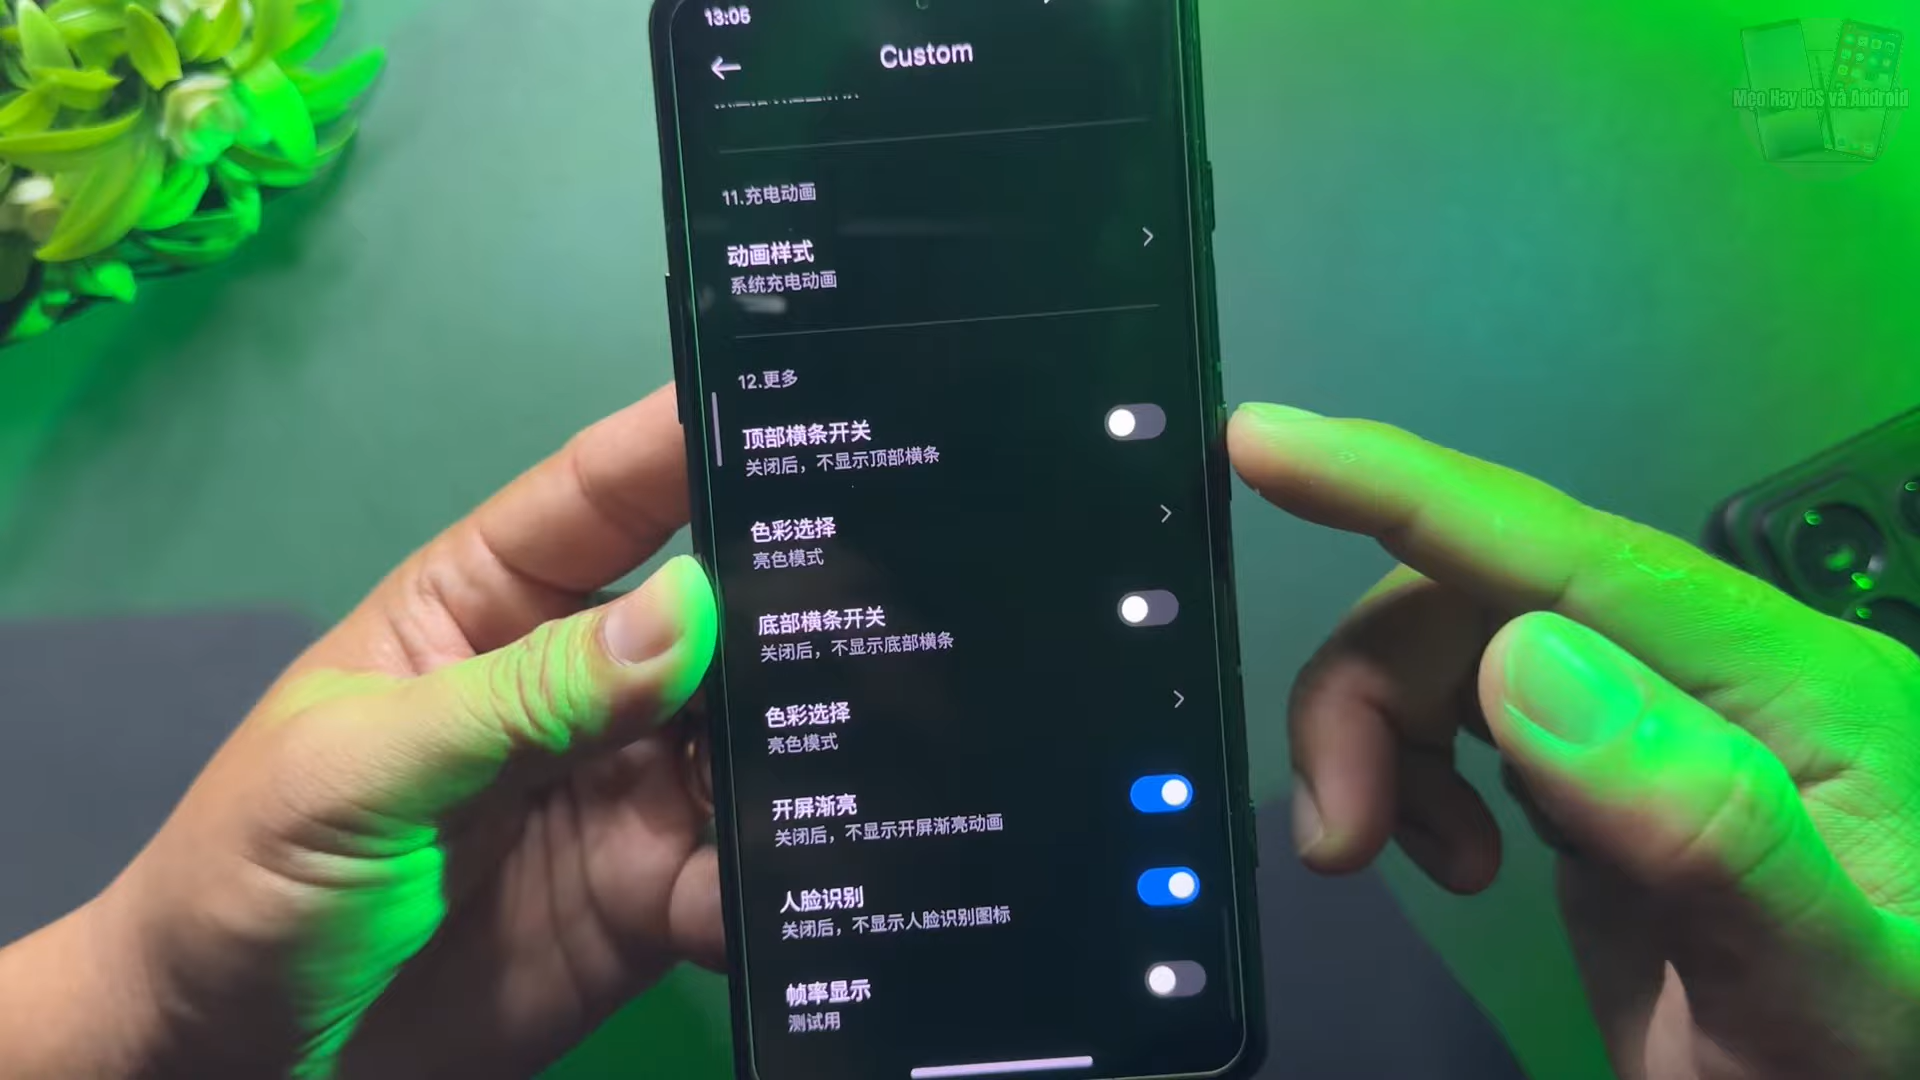 13:05
Custom
Mẹo Hay iOS và Android
11.充电动画
动画样式
系统充电动画
12.更多
顶部横条开关
关闭后，不显示顶部横条
色彩选择
亮色模式
底部横条开关
关闭后，不显示底部横条
色彩选择
亮色模式
开屏渐亮
关闭后，不显示开屏渐亮动画
人脸识别
关闭后，不显示人脸识别图标
帧率显示
测试用